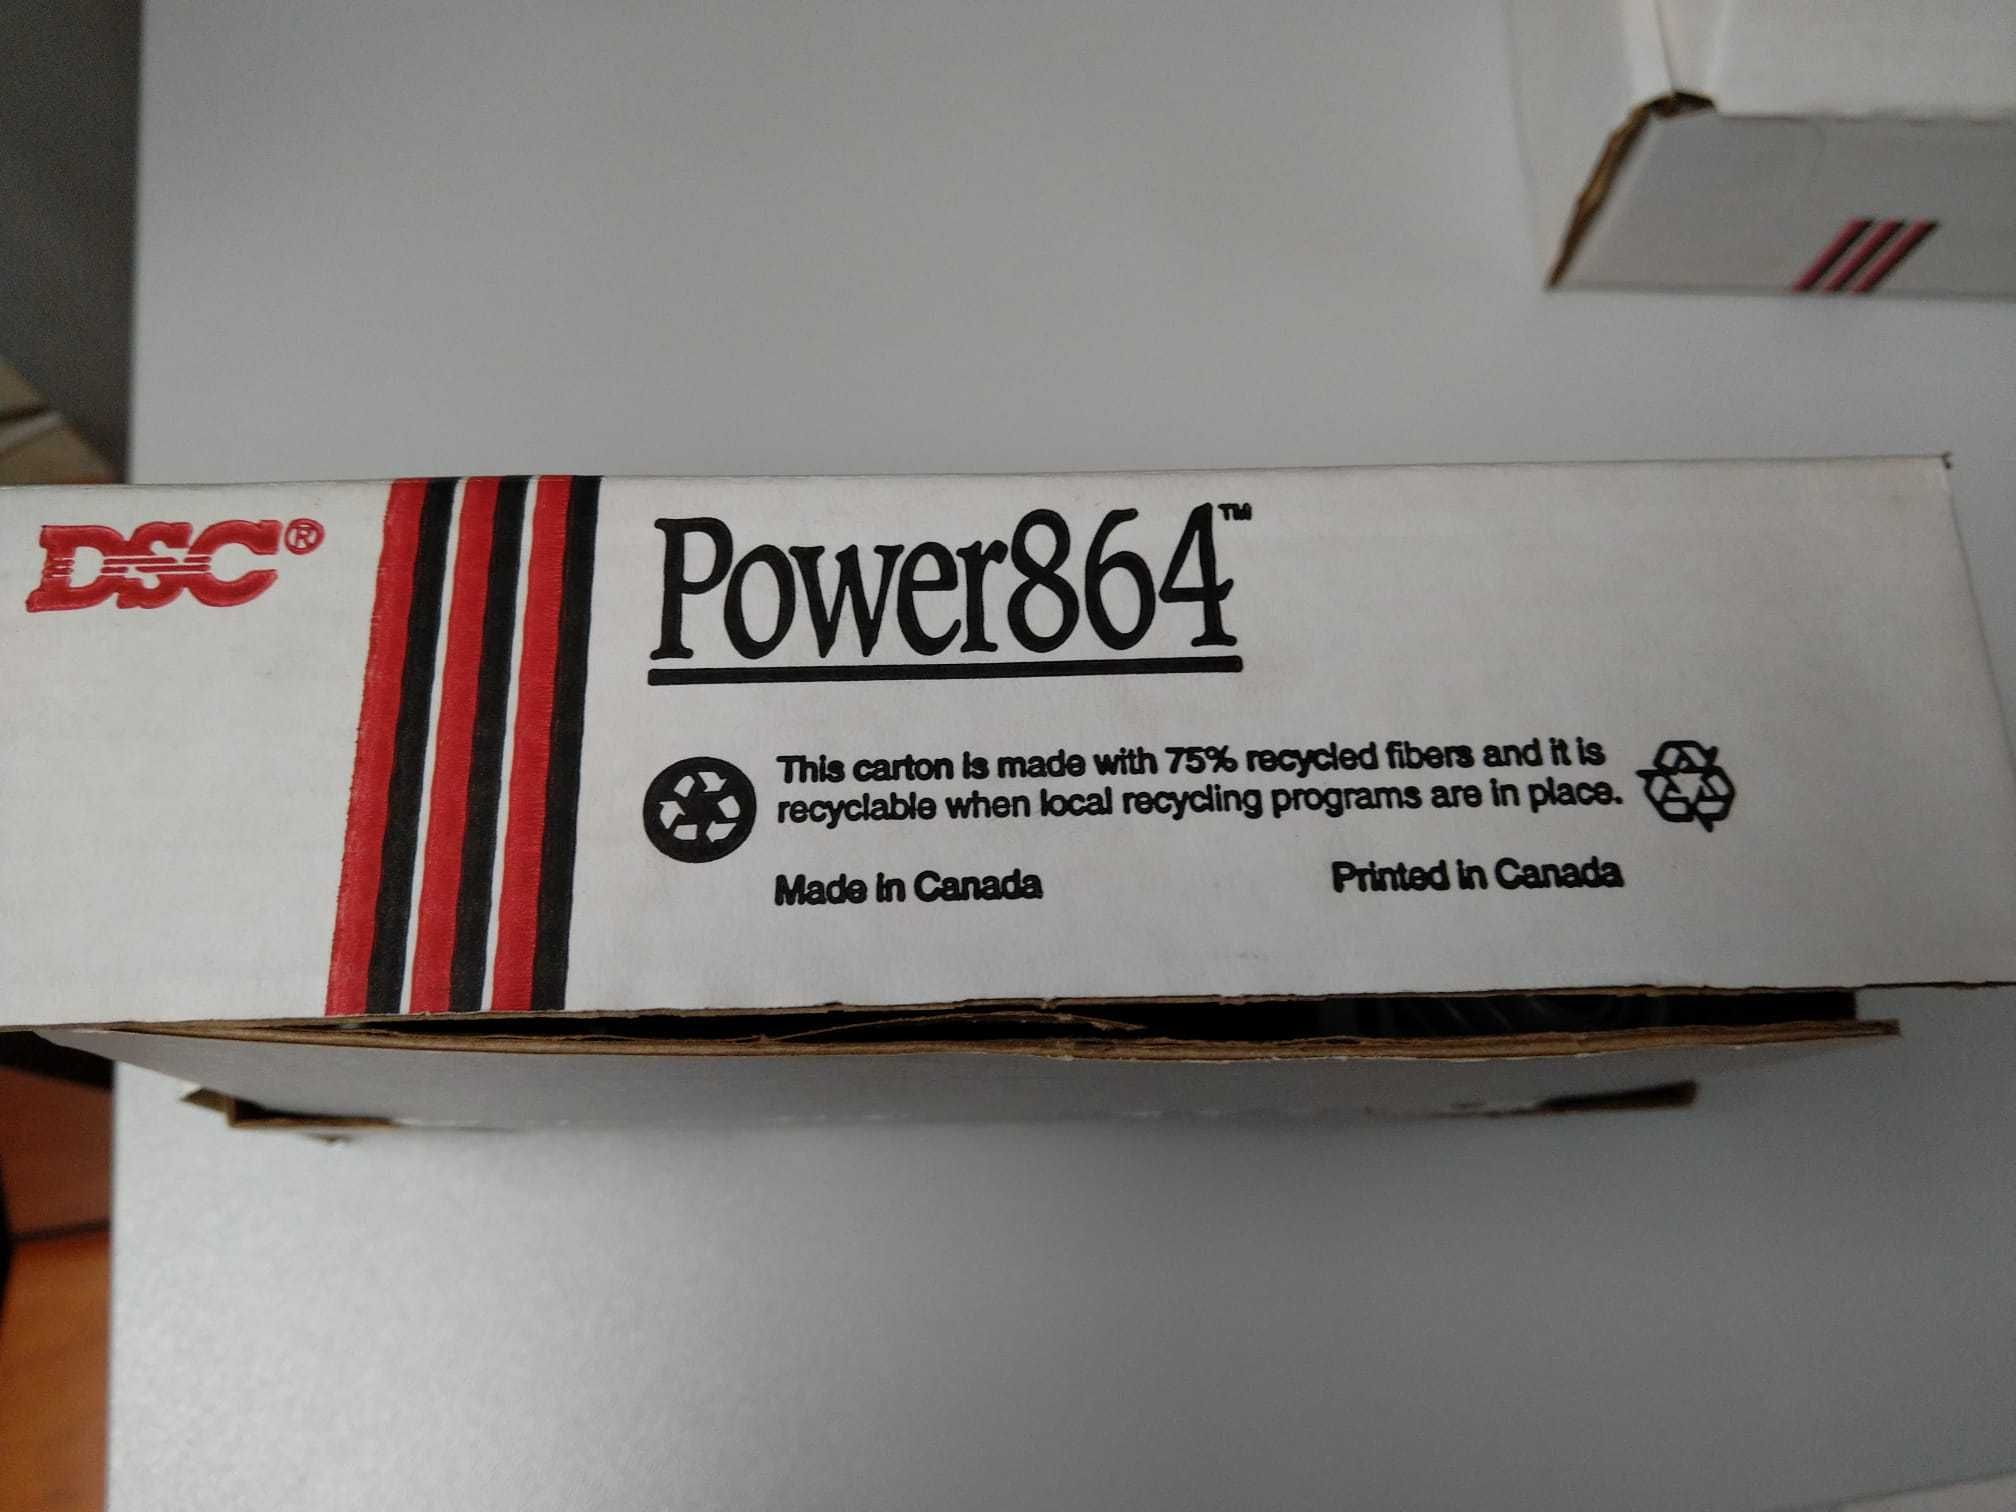 DSC®
Power864™
This carton is made with 75% recycled fibers and it is
recyclable when local recycling programs are in place.
Made in Canada
Printed in Canada